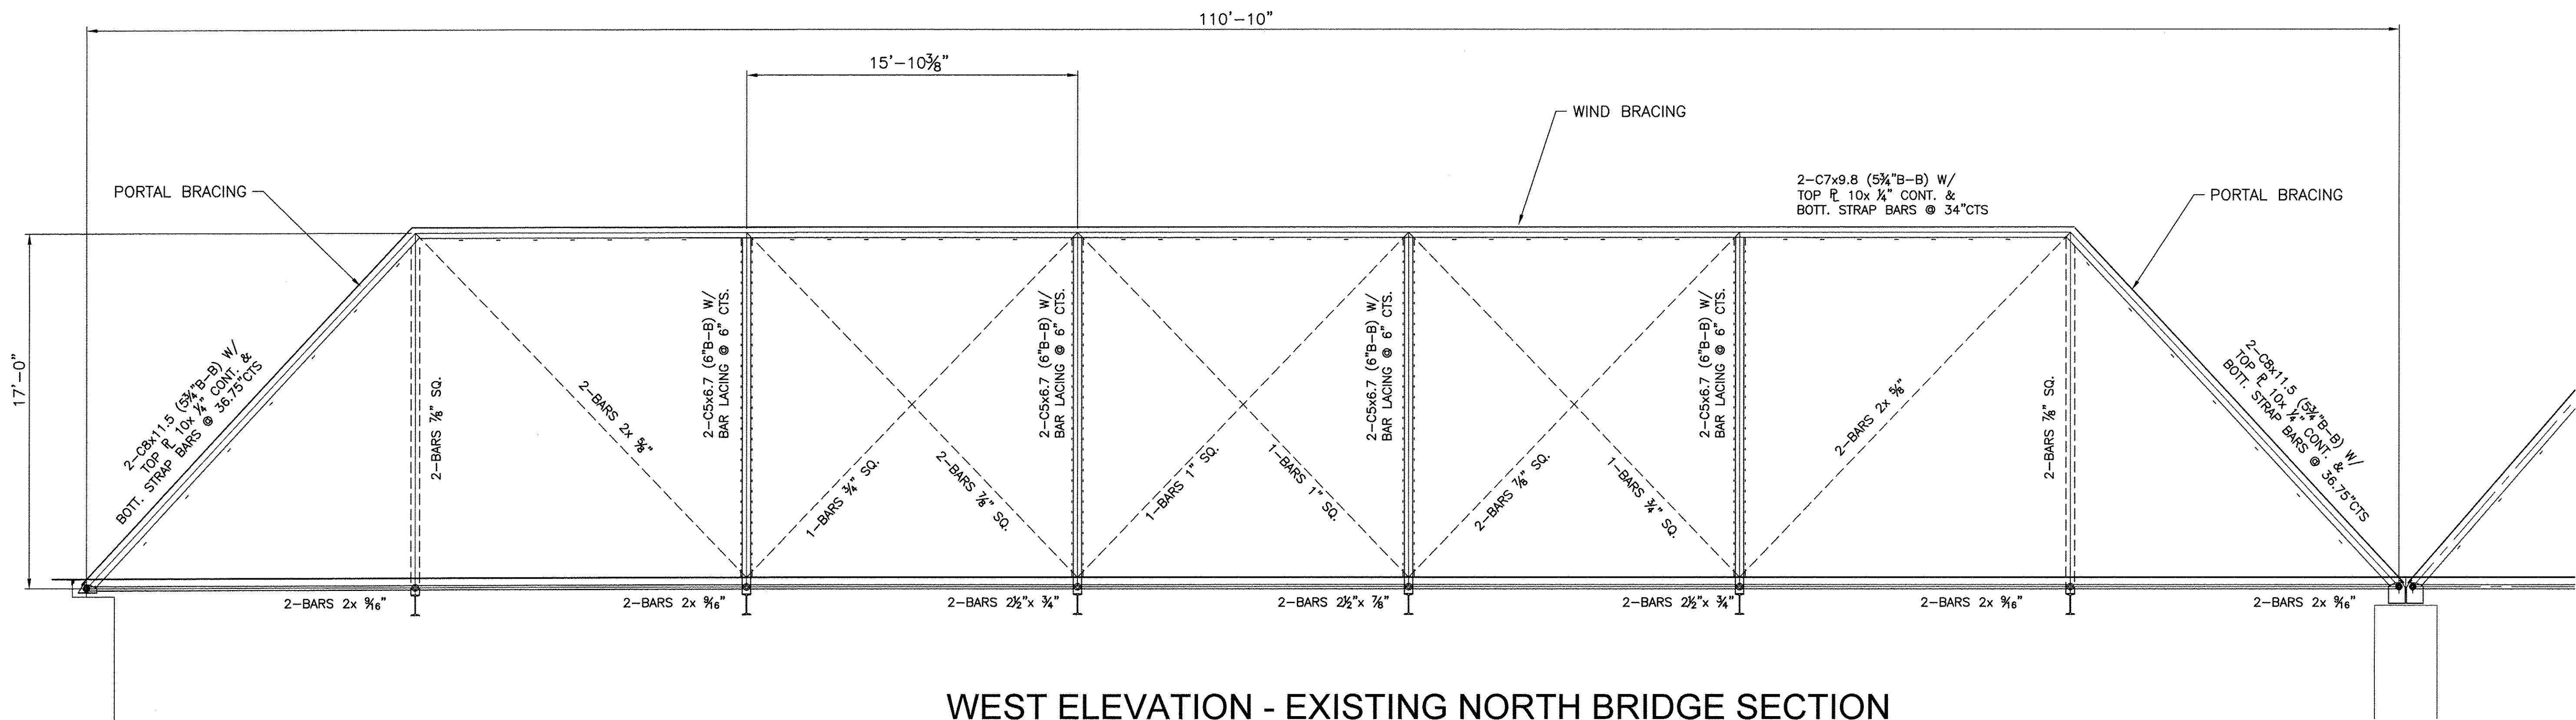 110'-10"
15'-10⅜"
WIND BRACING
PORTAL BRACING
2-C7x9.8 (5¾"B-B) W/
TOP ℄ 10x ¼" CONT. &
BOTT. STRAP BARS @ 34"CTS
PORTAL BRACING
17'-0"
2-C8x11.5 (5¾"B-B) W/
TOP ℄ 10x ¼" CONT. &
BOTT. STRAP BARS @ 36.75"CTS
2-BARS ⅞" SQ.
2-BARS 2x ⅝"
2-C5x6.7 (6"B-B) W/
BAR LACING @ 6" CTS.
1-BARS ¾" SQ.
2-BARS ⅞" SQ.
2-C5x6.7 (6"B-B) W/
BAR LACING @ 6" CTS.
1-BARS 1" SQ.
1-BARS 1" SQ.
2-C5x6.7 (6"B-B) W/
BAR LACING @ 6" CTS.
2-BARS ⅞" SQ.
1-BARS ¾" SQ.
2-C5x6.7 (6"B-B) W/
BAR LACING @ 6" CTS.
2-BARS 2x ⅝"
2-BARS ⅞" SQ.
2-C8x11.5 (5¾"B-B) W/
TOP ℄ 10x ¼" CONT. &
BOTT. STRAP BARS @ 36.75"CTS
2-BARS 2x 9/16"
2-BARS 2x 9/16"
2-BARS 2½"x ¾"
2-BARS 2½"x ⅞"
2-BARS 2½"x ¾"
2-BARS 2x 9/16"
2-BARS 2x 9/16"
WEST ELEVATION - EXISTING NORTH BRIDGE SECTION